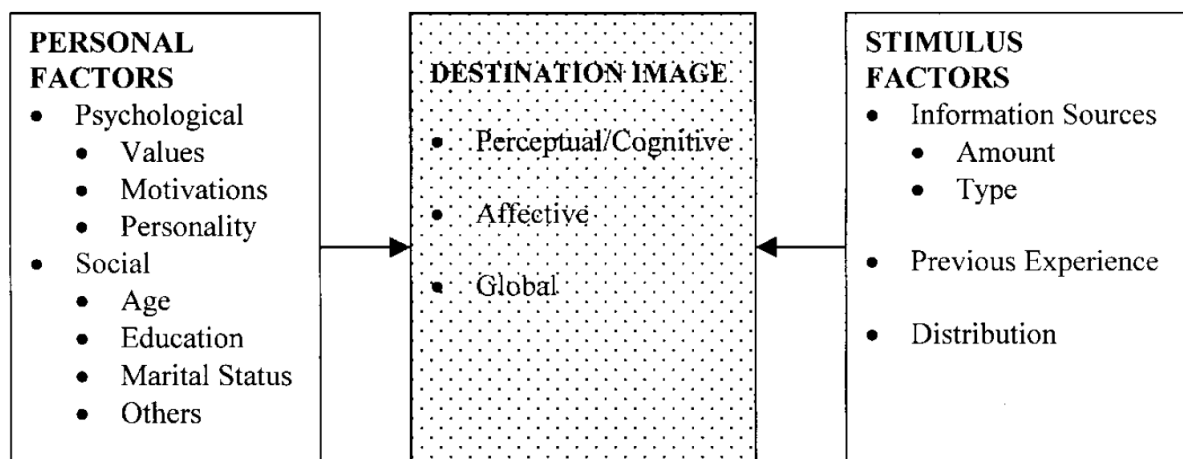 PERSONAL
FACTORS
• Psychological
• Values
• Motivations
• Personality
• Social
• Age
• Education
• Marital Status
• Others
DESTINATION IMAGE
• Perceptual/Cognitive
• Affective
• Global
STIMULUS
FACTORS
• Information Sources
• Amount
• Type
• Previous Experience
• Distribution